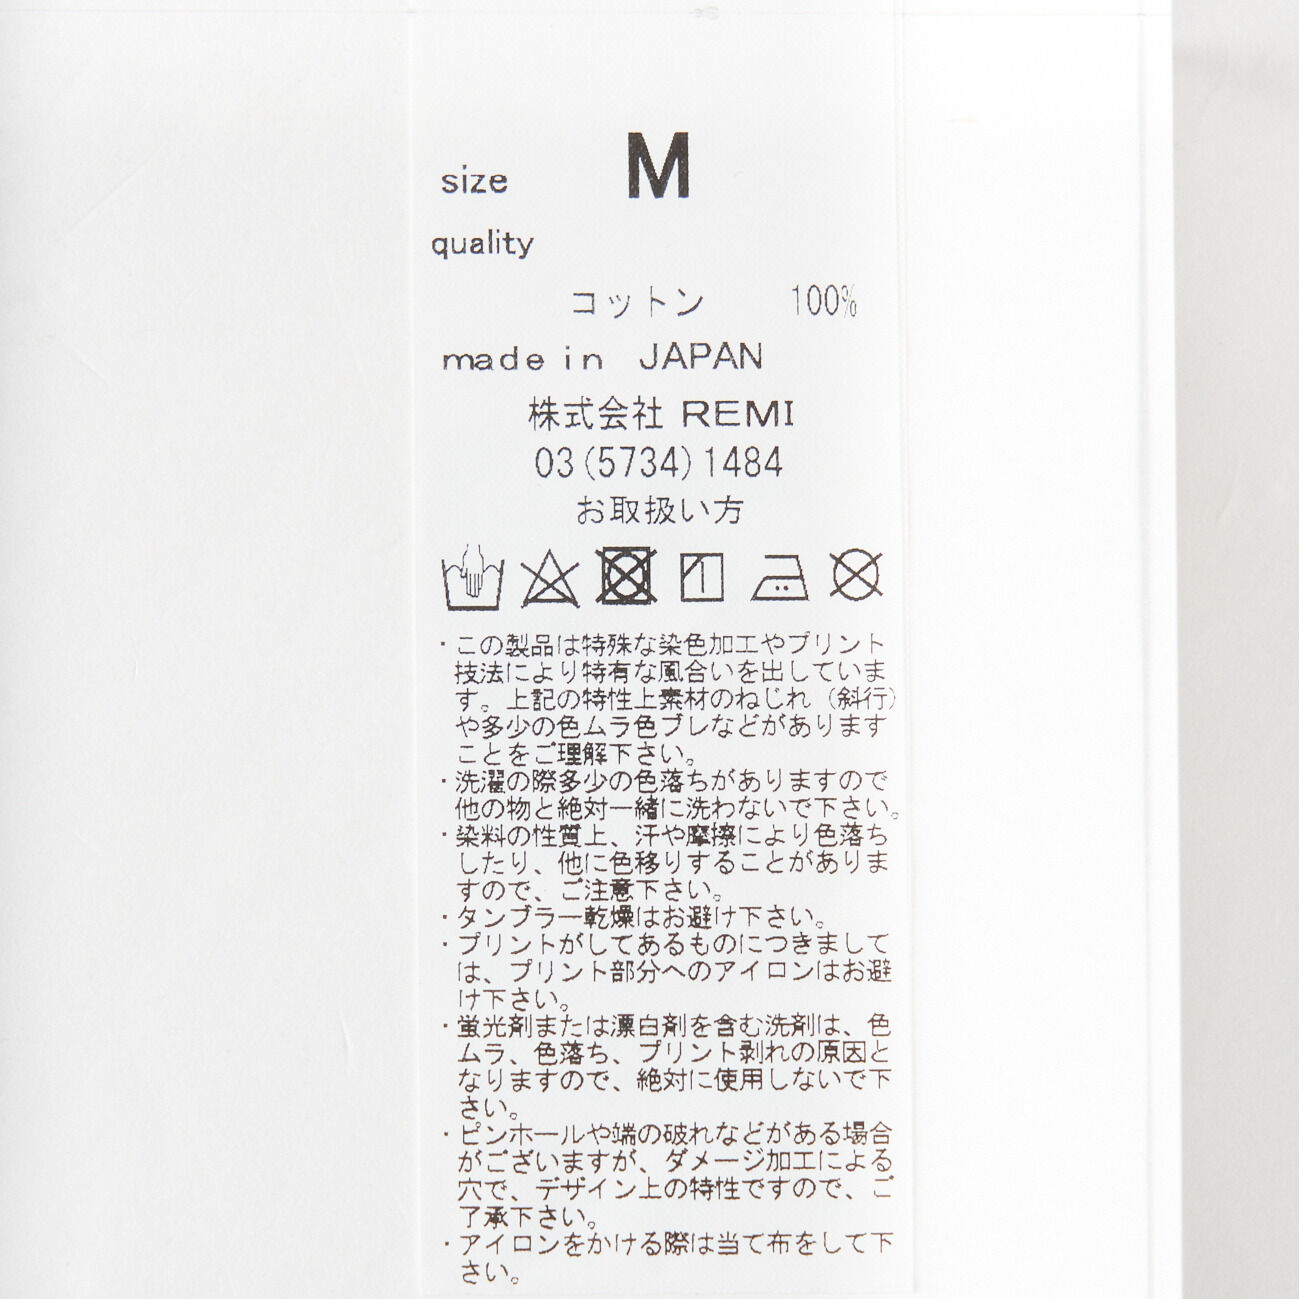 size M
quality
コットン 100%
made in JAPAN
株式会社 REMI
03(5734)1484
お取扱い方
・この製品は特殊な染色加工やプリント
技法により特有な風合いを出していま
す。上記の特性上素材のねじれ（斜行）
や多少の色ムラ色ブレなどがあります
ことをご理解下さい。
・洗濯の際多少の色落ちがありますので
他の物と絶対一緒に洗わないで下さい。
・染料の性質上、汗や摩擦により色落ち
したり、他に色移りすることがありま
すので、ご注意下さい。
・タンブラー乾燥はお避け下さい。
・プリントがしてあるものにつきまして
は、プリント部分へのアイロンはお避
け下さい。
・蛍光剤または漂白剤を含む洗剤は、色
ムラ、色落ち、プリント剥れの原因と
なりますので、絶対に使用しないで下
さい。
・ピンホールや端の破れなどがある場合
がございますが、ダメージ加工による
穴で、デザイン上の特性ですので、ご
了承下さい。
・アイロンをかける際は当て布をして下
さい。